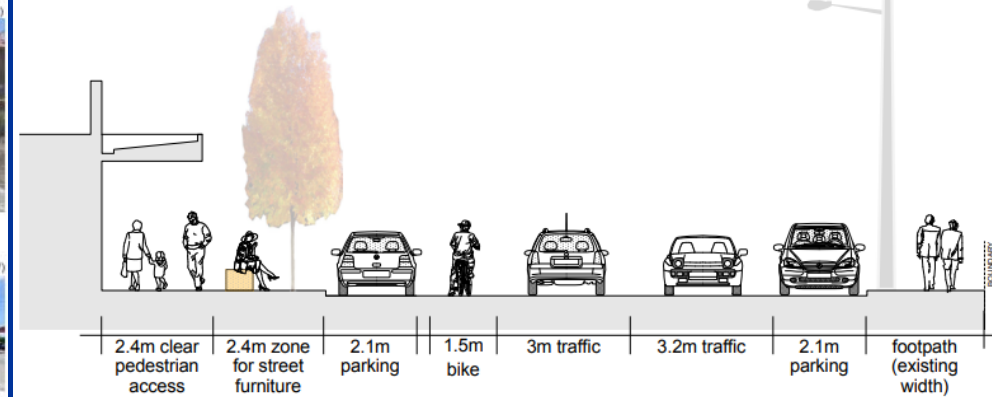 2.4m clear
pedestrian
access
2.4m zone
for street
furniture
2.1m
parking
1.5m
bike
3m traffic
3.2m traffic
2.1m
parking
footpath
(existing
width)
BOUNDARY